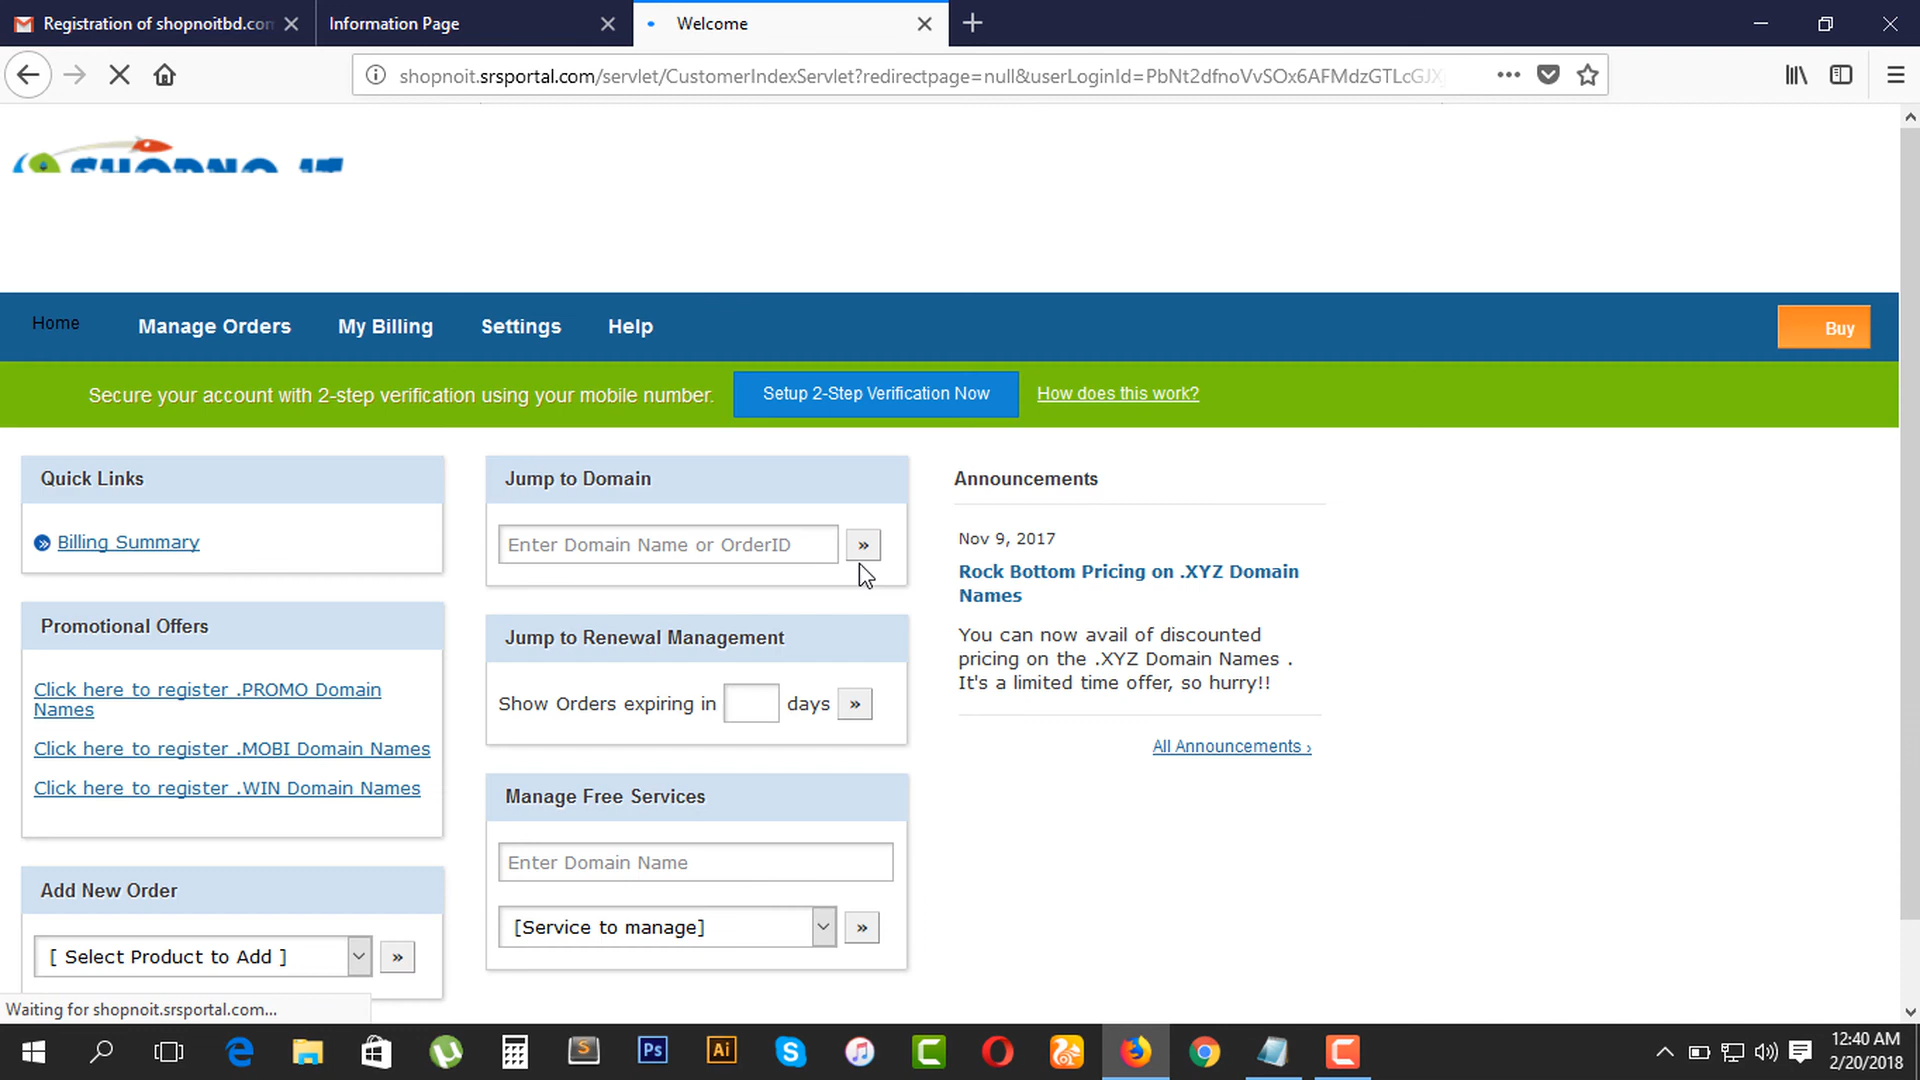 Registration of shopnoitbd.com
Information Page
Welcome
shopnoit.srsportal.com/servlet/CustomerIndexServlet?redirectpage=null&userLoginId=PbNt2dfnoVvSOx6AFMdzGTLcGJX
SHOPNO IT
Home
Manage Orders
My Billing
Settings
Help
Buy
Secure your account with 2-step verification using your mobile number.
Setup 2-Step Verification Now
How does this work?
Quick Links
» Billing Summary
Promotional Offers
Click here to register .PROMO Domain
Names
Click here to register .MOBI Domain Names
Click here to register .WIN Domain Names
Add New Order
[ Select Product to Add ]
»
Jump to Domain
Enter Domain Name or OrderID
»
Jump to Renewal Management
Show Orders expiring in days »
Manage Free Services
Enter Domain Name
[Service to manage]
»
Announcements
Nov 9, 2017
Rock Bottom Pricing on .XYZ Domain
Names
You can now avail of discounted
pricing on the .XYZ Domain Names .
It's a limited time offer, so hurry!!
All Announcements ›
Waiting for shopnoit.srsportal.com...
Ps
Ai
12:40 AM
2/20/2018